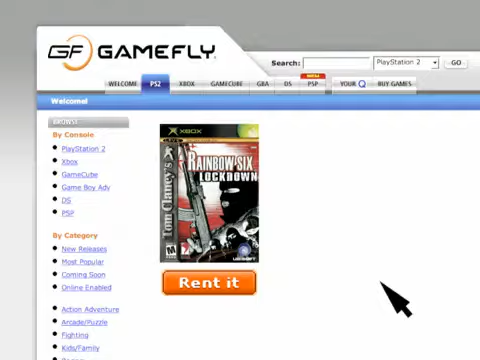 GF GAMEFLY.
Search: PlayStation 2 GO
WELCOME PS2 XBOX GAMECUBE GBA DS PSP YOUR Q BUY GAMES
Welcome!
BROWSE
By Console
PlayStation 2
Xbox
GameCube
Game Boy Adv
DS
PSP
By Category
New Releases
Most Popular
Coming Soon
Online Enabled
Action Adventure
Arcade/Puzzle
Fighting
Kids/Family
XBOX
Tom Clancy's
RAINBOW SIX
LOCKDOWN
M
UBISOFT
Rent it